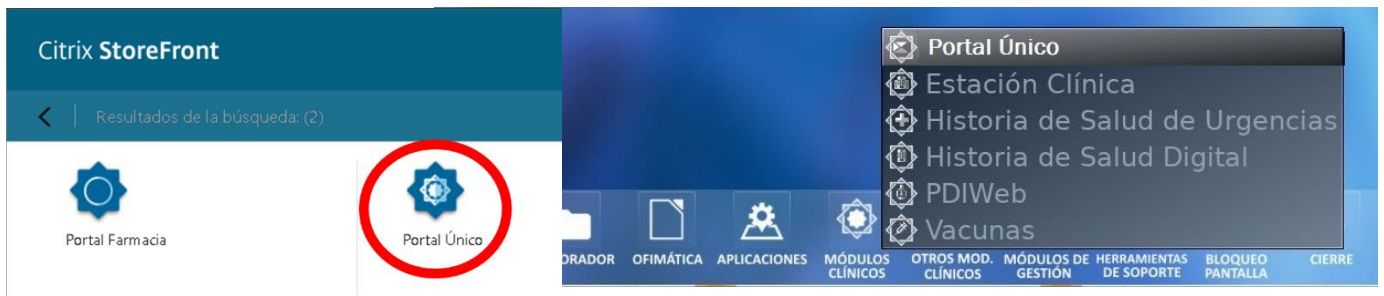 Citrix StoreFront
Resultados de la búsqueda: (2)
Portal Farmacia
Portal Único
Portal Único
Estación Clínica
Historia de Salud de Urgencias
Historia de Salud Digital
PDIWeb
Vacunas
ORADOR
OFIMÁTICA
APLICACIONES
MÓDULOS
CLÍNICOS
OTROS MOD.
CLÍNICOS
MÓDULOS DE
GESTIÓN
HERRAMIENTAS
DE SOPORTE
BLOQUEO
PANTALLA
CIERRE